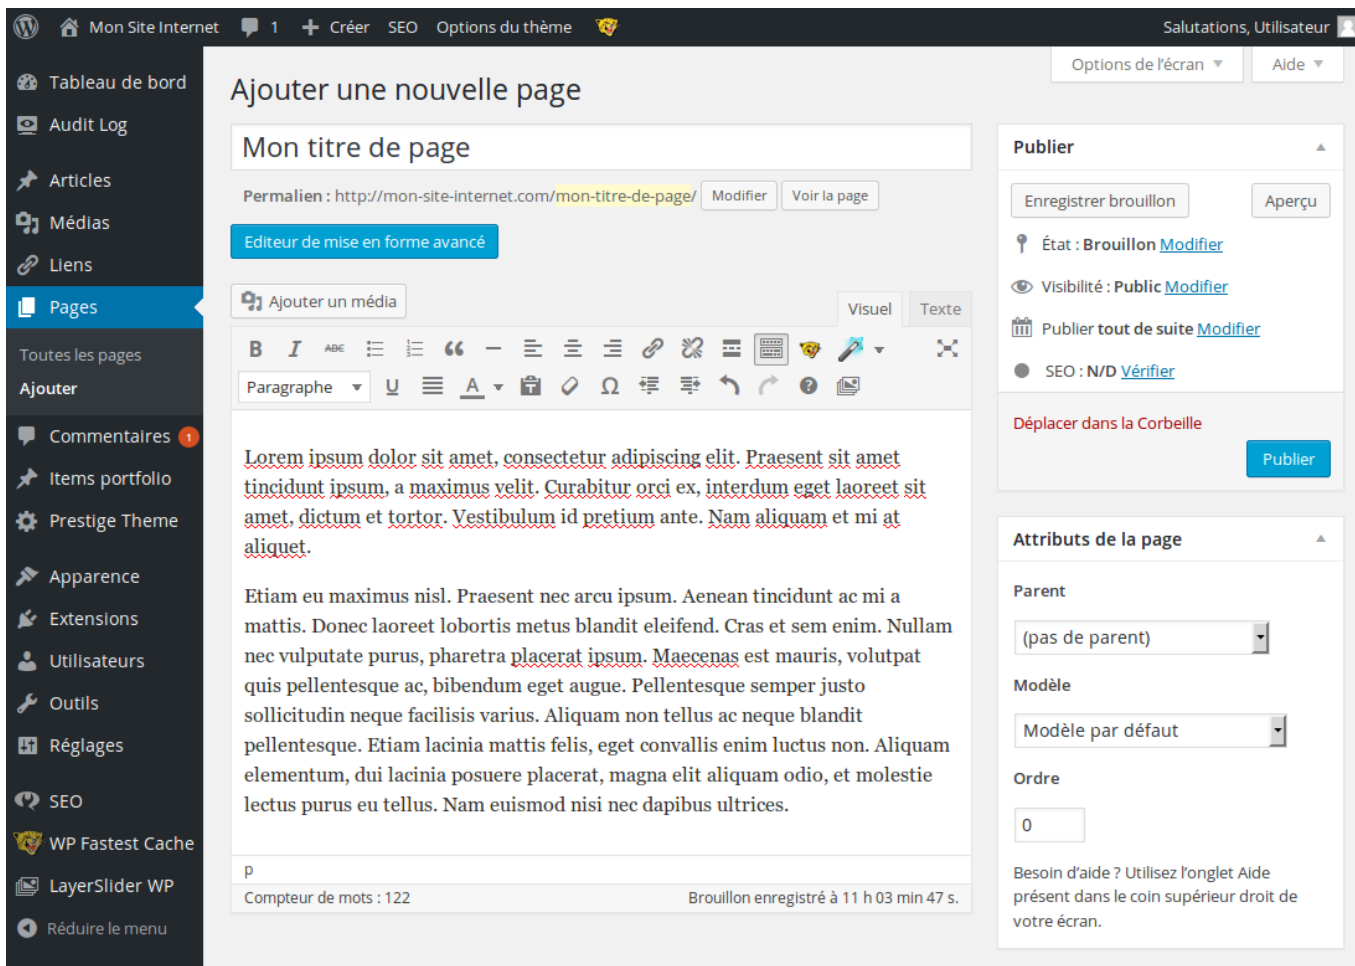 Mon Site Internet 1 Créer SEO Options du thème Salutations, Utilisateur
Options de l'écran Aide
Tableau de bord
Audit Log
Articles
Médias
Liens
Pages
Toutes les pages
Ajouter
Commentaires 1
Items portfolio
Prestige Theme
Apparence
Extensions
Utilisateurs
Outils
Réglages
SEO
WP Fastest Cache
LayerSlider WP
Réduire le menu
Ajouter une nouvelle page
Mon titre de page
Permalien : http://mon-site-internet.com/mon-titre-de-page/ Modifier Voir la page
Editeur de mise en forme avancé
Ajouter un média
Visuel Texte
B I ABE
Paragraphe U A Ω
Lorem ipsum dolor sit amet, consectetur adipiscing elit. Praesent sit amet
tincidunt ipsum, a maximus velit. Curabitur orci ex, interdum eget laoreet sit
amet, dictum et tortor. Vestibulum id pretium ante. Nam aliquam et mi at
aliquet.
Etiam eu maximus nisl. Praesent nec arcu ipsum. Aenean tincidunt ac mi a
mattis. Donec laoreet lobortis metus blandit eleifend. Cras et sem enim. Nullam
nec vulputate purus, pharetra placerat ipsum. Maecenas est mauris, volutpat
quis pellentesque ac, bibendum eget augue. Pellentesque semper justo
sollicitudin neque facilisis varius. Aliquam non tellus ac neque blandit
pellentesque. Etiam lacinia mattis felis, eget convallis enim luctus non. Aliquam
elementum, dui lacinia posuere placerat, magna elit aliquam odio, et molestie
lectus purus eu tellus. Nam euismod nisi nec dapibus ultrices.
p
Compteur de mots : 122 Brouillon enregistré à 11 h 03 min 47 s.
Publier
Enregistrer brouillon Aperçu
État : Brouillon Modifier
Visibilité : Public Modifier
Publier tout de suite Modifier
SEO : N/D Vérifier
Déplacer dans la Corbeille
Publier
Attributs de la page
Parent
(pas de parent)
Modèle
Modèle par défaut
Ordre
0
Besoin d'aide ? Utilisez l'onglet Aide
présent dans le coin supérieur droit de
votre écran.